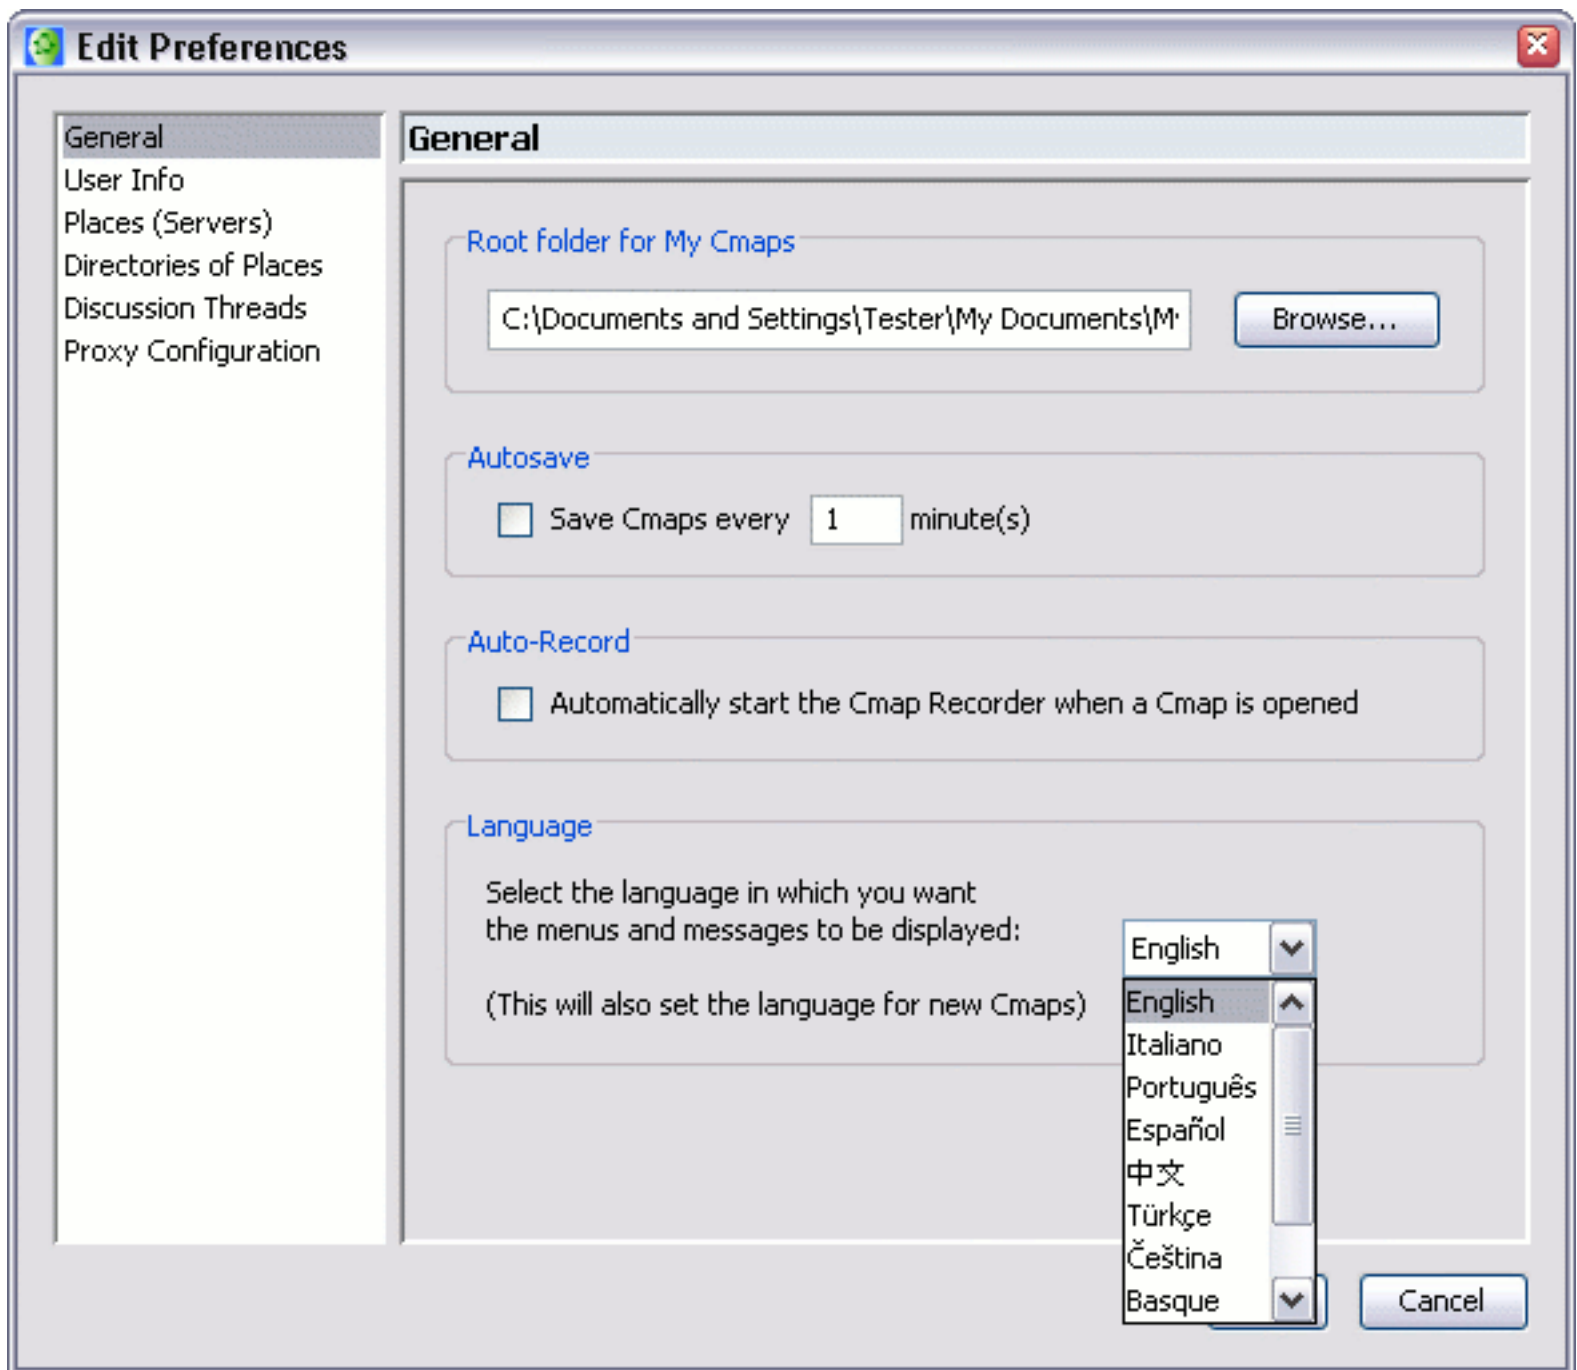 Edit Preferences
General
User Info
Places (Servers)
Directories of Places
Discussion Threads
Proxy Configuration
General
Root folder for My Cmaps
C:\Documents and Settings\Tester\My Documents\M
Browse...
Autosave
Save Cmaps every 1 minute(s)
Auto-Record
Automatically start the Cmap Recorder when a Cmap is opened
Language
Select the language in which you want
the menus and messages to be displayed:
(This will also set the language for new Cmaps)
English
English
Italiano
Português
Español
中文
Türkçe
Čeština
Basque
Cancel